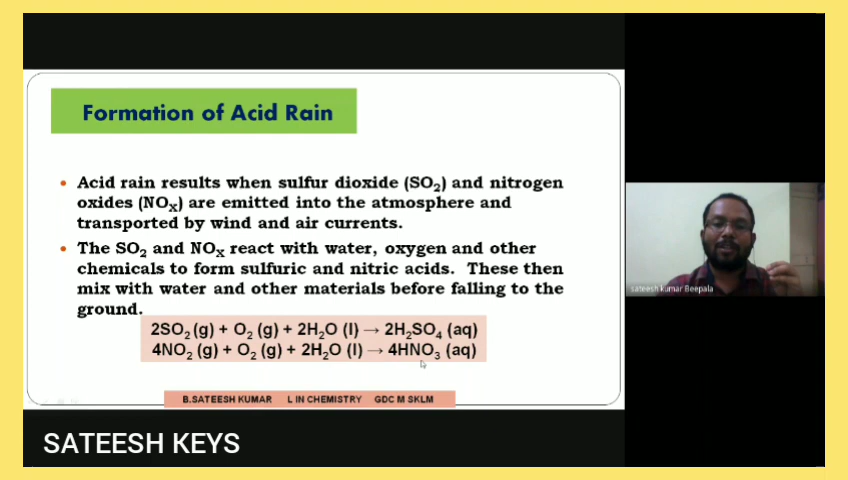 Formation of Acid Rain
• Acid rain results when sulfur dioxide (SO₂) and nitrogen
oxides (NOₓ) are emitted into the atmosphere and
transported by wind and air currents.
• The SO₂ and NOₓ react with water, oxygen and other
chemicals to form sulfuric and nitric acids. These then
mix with water and other materials before falling to the
ground.
2SO₂ (g) + O₂ (g) + 2H₂O (l) → 2H₂SO₄ (aq)
4NO₂ (g) + O₂ (g) + 2H₂O (l) → 4HNO₃ (aq)
B.SATEESH KUMAR L IN CHEMISTRY GDC M SKLM
sateesh kumar Beepala
SATEESH KEYS